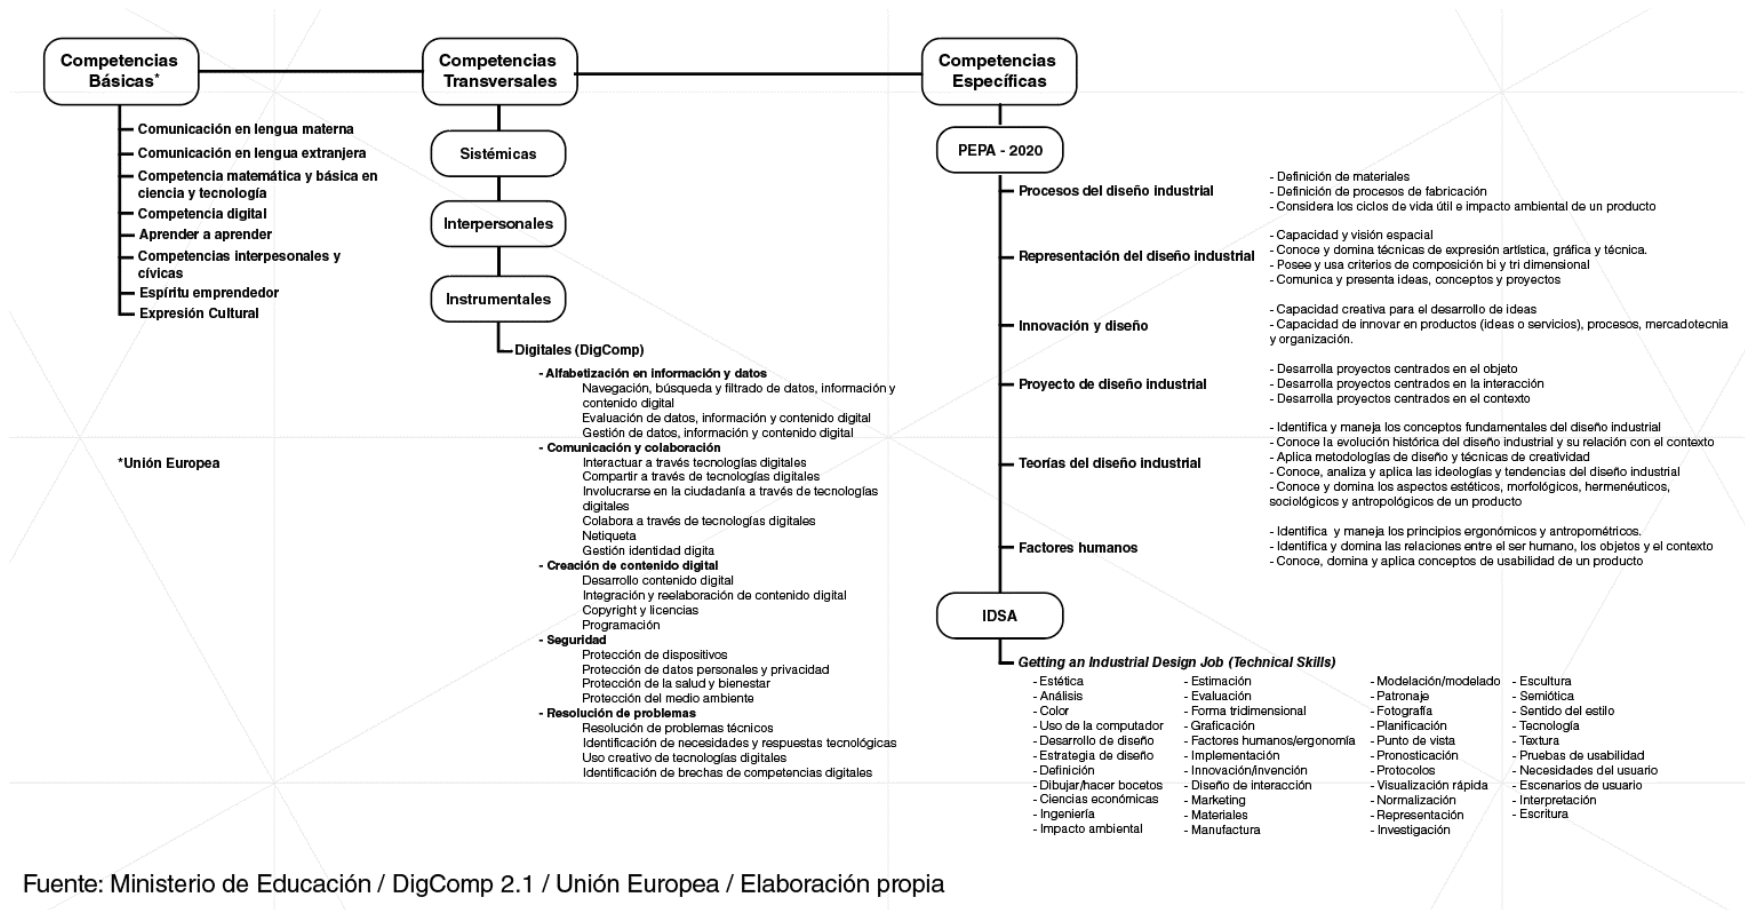 Competencias
Básicas*
Comunicación en lengua materna
Comunicación en lengua extranjera
Competencia matemática y básica en
ciencia y tecnología
Competencia digital
Aprender a aprender
Competencias interpesonales y
cívicas
Espíritu emprendedor
Expresión Cultural
*Unión Europea
Competencias
Transversales
Sistémicas
Interpersonales
Instrumentales
Digitales (DigComp)
- Alfabetización en información y datos
Navegación, búsqueda y filtrado de datos, información y
contenido digital
Evaluación de datos, información y contenido digital
Gestión de datos, información y contenido digital
- Comunicación y colaboración
Interactuar a través tecnologías digitales
Compartir a través de tecnologías digitales
Involucrarse en la ciudadanía a través de tecnologías
digitales
Colabora a través de tecnologías digitales
Netiqueta
Gestión identidad digita
- Creación de contenido digital
Desarrollo contenido digital
Integración y reelaboración de contenido digital
Copyright y licencias
Programación
- Seguridad
Protección de dispositivos
Protección de datos personales y privacidad
Protección de la salud y bienestar
Protección del medio ambiente
- Resolución de problemas
Resolución de problemas técnicos
Identificación de necesidades y respuestas tecnológicas
Uso creativo de tecnologías digitales
Identificación de brechas de competencias digitales
Competencias
Específicas
PEPA - 2020
Procesos del diseño industrial
- Definición de materiales
- Definición de procesos de fabricación
- Considera los ciclos de vida útil e impacto ambiental de un producto
Representación del diseño industrial
- Capacidad y visión espacial
- Conoce y domina técnicas de expresión artística, gráfica y técnica.
- Posee y usa criterios de composición bi y tri dimensional
- Comunica y presenta ideas, conceptos y proyectos
Innovación y diseño
- Capacidad creativa para el desarrollo de ideas
- Capacidad de innovar en productos (ideas o servicios), procesos, mercadotecnia
y organización.
Proyecto de diseño industrial
- Desarrolla proyectos centrados en el objeto
- Desarrolla proyectos centrados en la interacción
- Desarrolla proyectos centrados en el contexto
Teorías del diseño industrial
- Identifica y maneja los conceptos fundamentales del diseño industrial
- Conoce la evolución histórica del diseño industrial y su relación con el contexto
- Aplica metodologías de diseño y técnicas de creatividad
- Conoce, analiza y aplica las ideologías y tendencias del diseño industrial
- Conoce y domina los aspectos estéticos, morfológicos, hermenéuticos,
sociológicos y antropológicos de un producto
Factores humanos
- Identifica y maneja los principios ergonómicos y antropométricos.
- Identifica y domina las relaciones entre el ser humano, los objetos y el contexto
- Conoce, domina y aplica conceptos de usabilidad de un producto
IDSA
Getting an Industrial Design Job (Technical Skills)
- Estética
- Análisis
- Color
- Uso de la computador
- Desarrollo de diseño
- Estrategia de diseño
- Definición
- Dibujar/hacer bocetos
- Ciencias económicas
- Ingeniería
- Impacto ambiental
- Estimación
- Evaluación
- Forma tridimensional
- Graficación
- Factores humanos/ergonomía
- Implementación
- Innovación/invención
- Diseño de interacción
- Marketing
- Materiales
- Manufactura
- Modelación/modelado
- Patronaje
- Fotografía
- Planificación
- Punto de vista
- Pronosticación
- Protocolos
- Visualización rápida
- Normalización
- Representación
- Investigación
- Escultura
- Semiótica
- Sentido del estilo
- Tecnología
- Textura
- Pruebas de usabilidad
- Necesidades del usuario
- Escenarios de usuario
- Interpretación
- Escritura
Fuente: Ministerio de Educación / DigComp 2.1 / Unión Europea / Elaboración propia